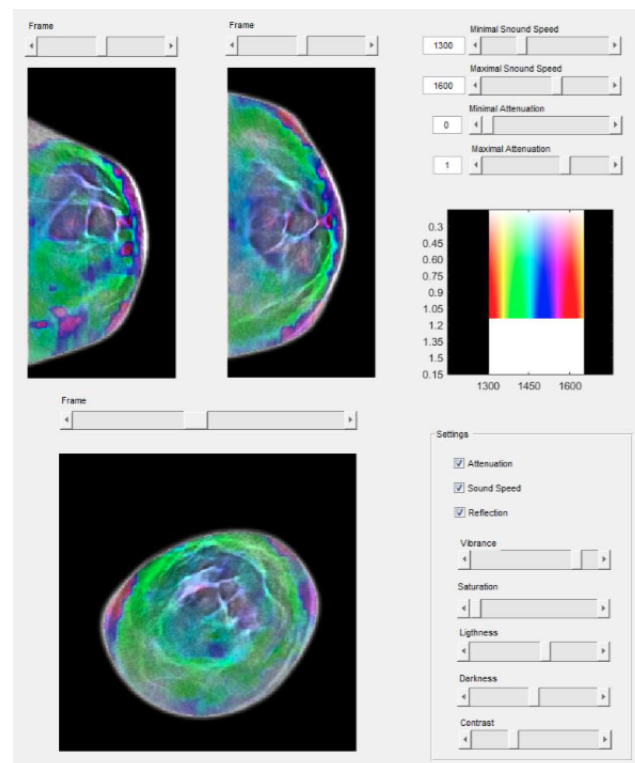 Frame
Frame
Minimal Snound Speed
1300
Maximal Snound Speed
1600
Minimal Attenuation
0
Maximal Attenuation
1
0.3
0.45
0.60
0.75
0.9
1.05
1.2
1.35
1.5
0.15
1300 1450 1600
Frame
Settings
Attenuation
Sound Speed
Reflection
Vibrance
Saturation
Ligthness
Darkness
Contrast